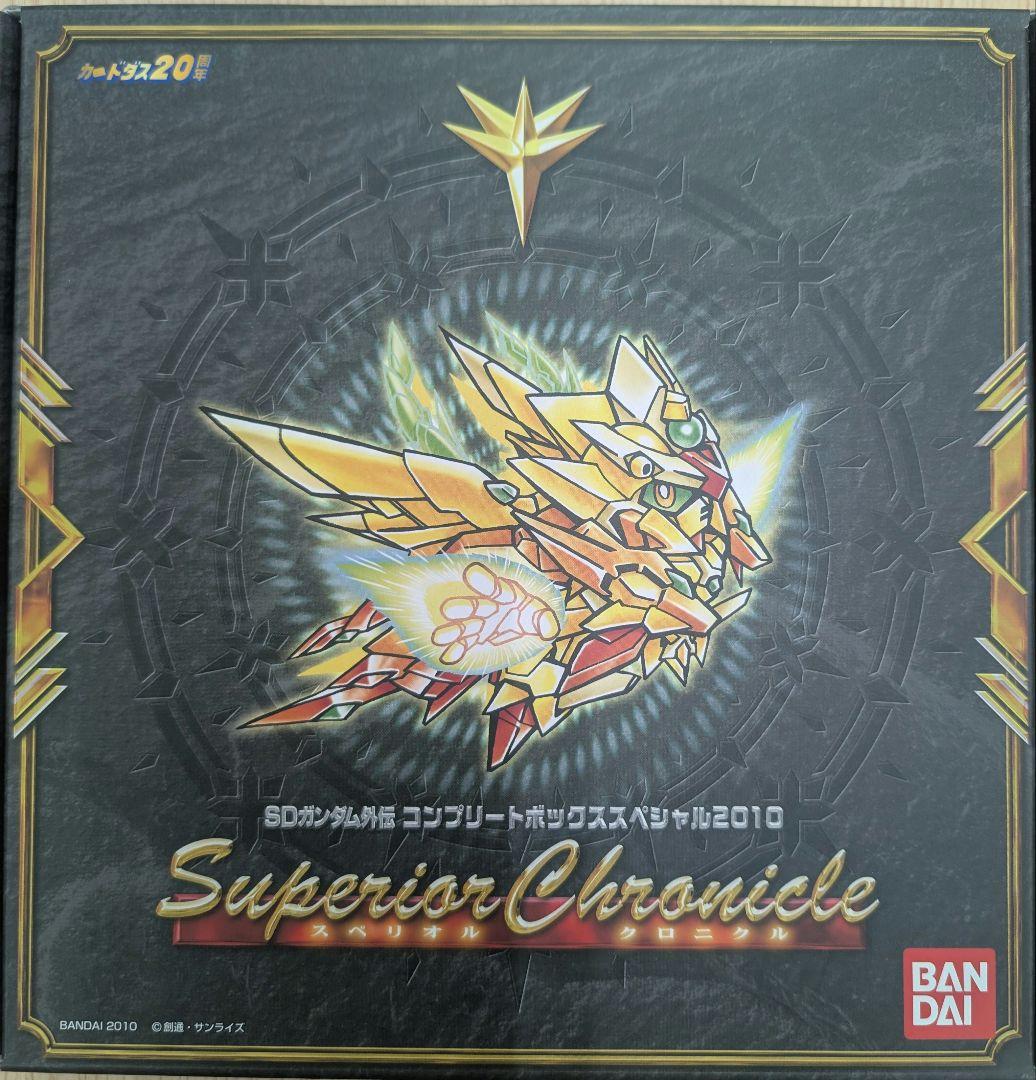 カードダス20周年
SDガンダム外伝 コンプリートボックススペシャル2010
Superior Chronicle
スペリオル クロニクル
BAN
DAI
BANDAI 2010 ©創通・サンライズ